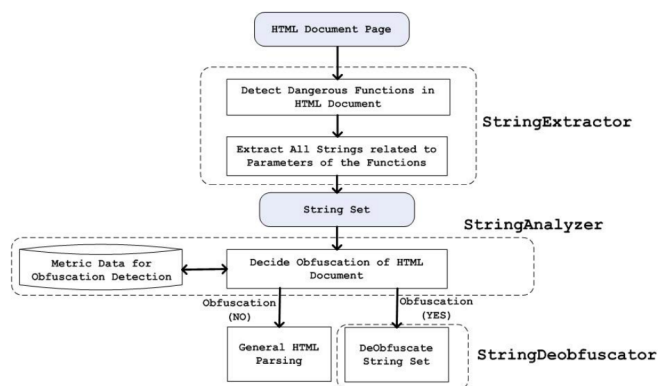 HTML Document Page
Detect Dangerous Functions in
HTML Document
StringExtractor
Extract All Strings related to
Parameters of the Functions
String Set
StringAnalyzer
Metric Data for
Obfuscation Detection
Decide Obfuscation of HTML
Document
Obfuscation
(NO)
Obfuscation
(YES)
General HTML
Parsing
DeObfuscate
String Set
StringDeobfuscator